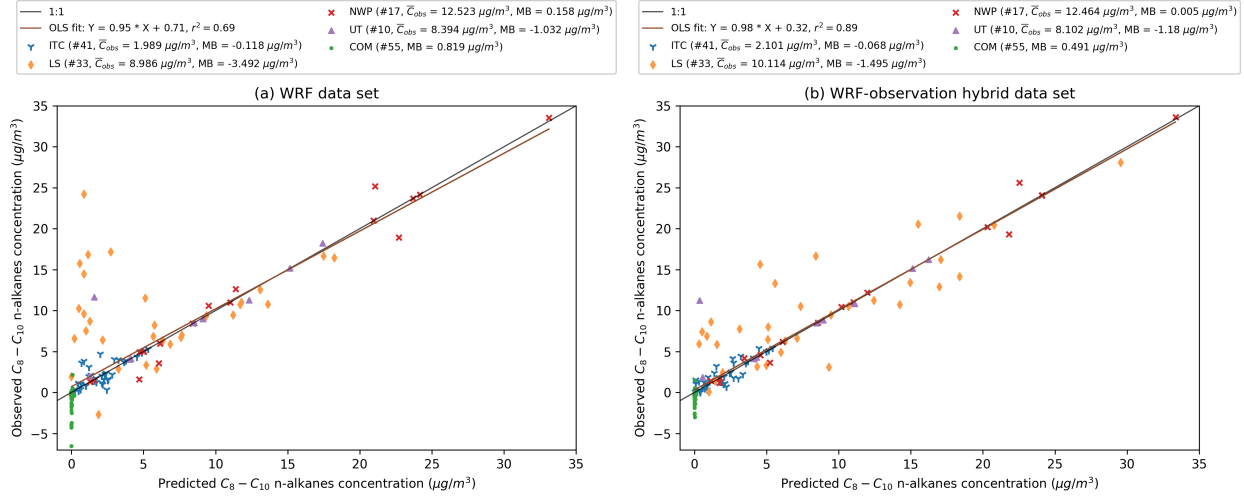 1:1
OLS fit: Y = 0.95 * X + 0.71, r² = 0.69
ITC (#41, C̅obs = 1.989 μg/m³, MB = -0.118 μg/m³)
LS (#33, C̅obs = 8.986 μg/m³, MB = -3.492 μg/m³)
NWP (#17, C̅obs = 12.523 μg/m³, MB = 0.158 μg/m³)
UT (#10, C̅obs = 8.394 μg/m³, MB = -1.032 μg/m³)
COM (#55, MB = 0.819 μg/m³)
(a) WRF data set
Observed C₈ − C₁₀ n-alkanes concentration (μg/m³)
35
30
25
20
15
10
5
0
−5
0 5 10 15 20 25 30 35
Predicted C₈ − C₁₀ n-alkanes concentration (μg/m³)
1:1
OLS fit: Y = 0.98 * X + 0.32, r² = 0.89
ITC (#41, C̅obs = 2.101 μg/m³, MB = -0.068 μg/m³)
LS (#33, C̅obs = 10.114 μg/m³, MB = -1.495 μg/m³)
NWP (#17, C̅obs = 12.464 μg/m³, MB = 0.005 μg/m³)
UT (#10, C̅obs = 8.102 μg/m³, MB = -1.18 μg/m³)
COM (#55, MB = 0.491 μg/m³)
(b) WRF-observation hybrid data set
Observed C₈ − C₁₀ n-alkanes concentration (μg/m³)
35
30
25
20
15
10
5
0
−5
0 5 10 15 20 25 30 35
Predicted C₈ − C₁₀ n-alkanes concentration (μg/m³)